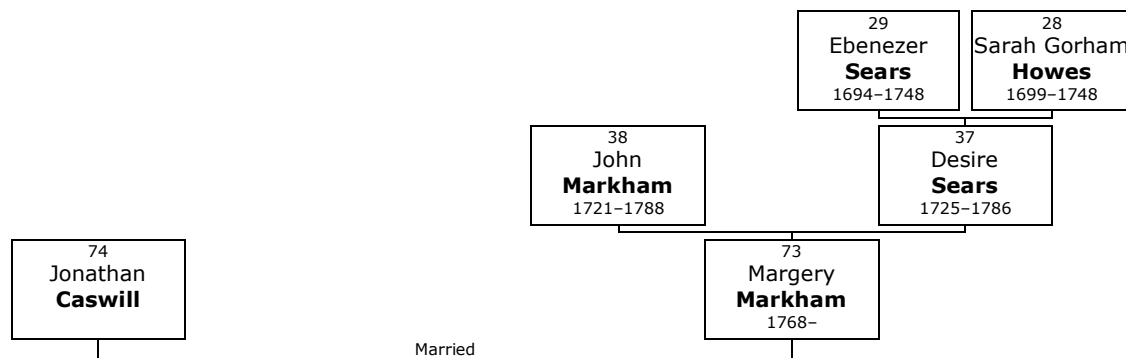 29
Ebenezer
Sears
1694–1748
28
Sarah Gorham
Howes
1699–1748
38
John
Markham
1721–1788
37
Desire
Sears
1725–1786
74
Jonathan
Caswill
73
Margery
Markham
1768–
Married